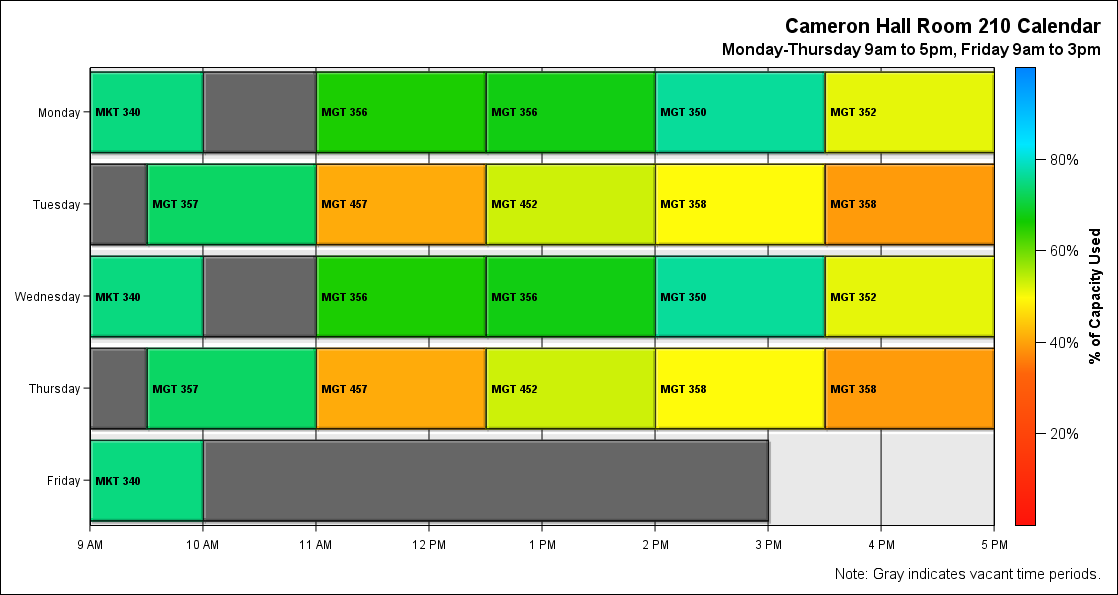 Cameron Hall Room 210 Calendar
Monday-Thursday 9am to 5pm, Friday 9am to 3pm
Monday
MKT 340
MGT 356
MGT 356
MGT 350
MGT 352
Tuesday
MGT 357
MGT 457
MGT 452
MGT 358
MGT 358
Wednesday
MKT 340
MGT 356
MGT 356
MGT 350
MGT 352
Thursday
MGT 357
MGT 457
MGT 452
MGT 358
MGT 358
Friday
MKT 340
9 AM
10 AM
11 AM
12 PM
1 PM
2 PM
3 PM
4 PM
5 PM
80%
60%
40%
20%
% of Capacity Used
Note: Gray indicates vacant time periods.